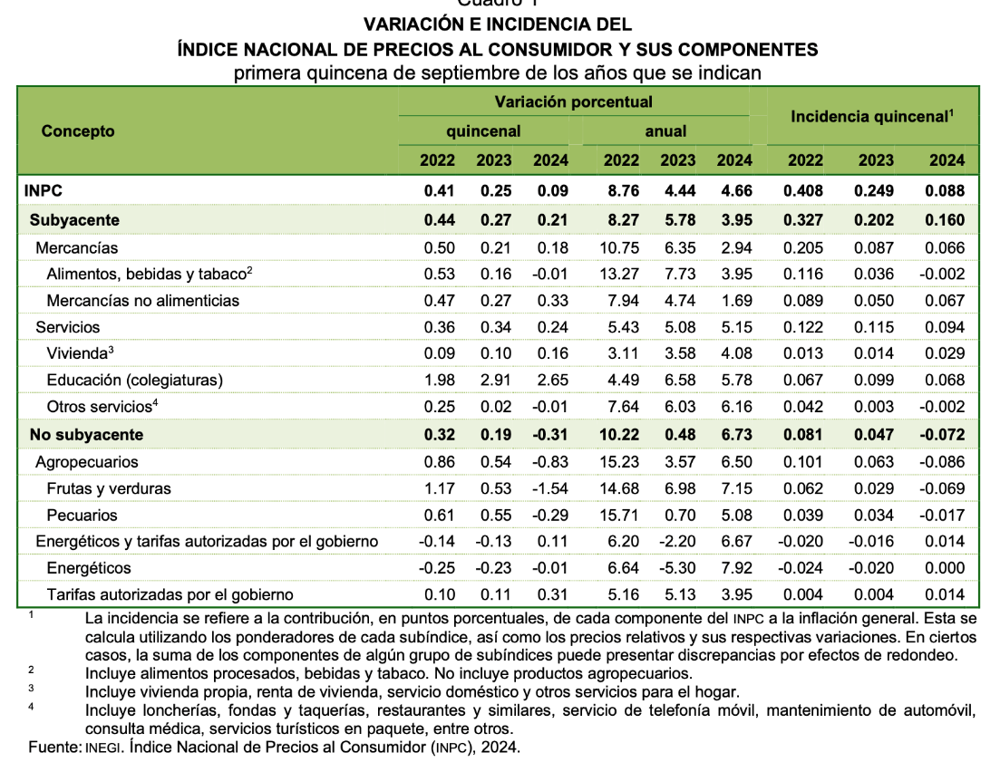 Cuadro 1
VARIACIÓN E INCIDENCIA DEL
ÍNDICE NACIONAL DE PRECIOS AL CONSUMIDOR Y SUS COMPONENTES
primera quincena de septiembre de los años que se indican
Concepto Variación porcentual Incidencia quincenal¹
quincenal anual
2022 2023 2024 2022 2023 2024 2022 2023 2024
INPC 0.41 0.25 0.09 8.76 4.44 4.66 0.408 0.249 0.088
Subyacente 0.44 0.27 0.21 8.27 5.78 3.95 0.327 0.202 0.160
Mercancías 0.50 0.21 0.18 10.75 6.35 2.94 0.205 0.087 0.066
Alimentos, bebidas y tabaco² 0.53 0.16 -0.01 13.27 7.73 3.95 0.116 0.036 -0.002
Mercancías no alimenticias 0.47 0.27 0.33 7.94 4.74 1.69 0.089 0.050 0.067
Servicios 0.36 0.34 0.24 5.43 5.08 5.15 0.122 0.115 0.094
Vivienda³ 0.09 0.10 0.16 3.11 3.58 4.08 0.013 0.014 0.029
Educación (colegiaturas) 1.98 2.91 2.65 4.49 6.58 5.78 0.067 0.099 0.068
Otros servicios⁴ 0.25 0.02 -0.01 7.64 6.03 6.16 0.042 0.003 -0.002
No subyacente 0.32 0.19 -0.31 10.22 0.48 6.73 0.081 0.047 -0.072
Agropecuarios 0.86 0.54 -0.83 15.23 3.57 6.50 0.101 0.063 -0.086
Frutas y verduras 1.17 0.53 -1.54 14.68 6.98 7.15 0.062 0.029 -0.069
Pecuarios 0.61 0.55 -0.29 15.71 0.70 5.08 0.039 0.034 -0.017
Energéticos y tarifas autorizadas por el gobierno -0.14 -0.13 0.11 6.20 -2.20 6.67 -0.020 -0.016 0.014
Energéticos -0.25 -0.23 -0.01 6.64 -5.30 7.92 -0.024 -0.020 0.000
Tarifas autorizadas por el gobierno 0.10 0.11 0.31 5.16 5.13 3.95 0.004 0.004 0.014
¹ La incidencia se refiere a la contribución, en puntos porcentuales, de cada componente del INPC a la inflación general. Esta se
calcula utilizando los ponderadores de cada subíndice, así como los precios relativos y sus respectivas variaciones. En ciertos
casos, la suma de los componentes de algún grupo de subíndices puede presentar discrepancias por efectos de redondeo.
² Incluye alimentos procesados, bebidas y tabaco. No incluye productos agropecuarios.
³ Incluye vivienda propia, renta de vivienda, servicio doméstico y otros servicios para el hogar.
⁴ Incluye loncherías, fondas y taquerías, restaurantes y similares, servicio de telefonía móvil, mantenimiento de automóvil,
consulta médica, servicios turísticos en paquete, entre otros.
Fuente: INEGI. Índice Nacional de Precios al Consumidor (INPC), 2024.